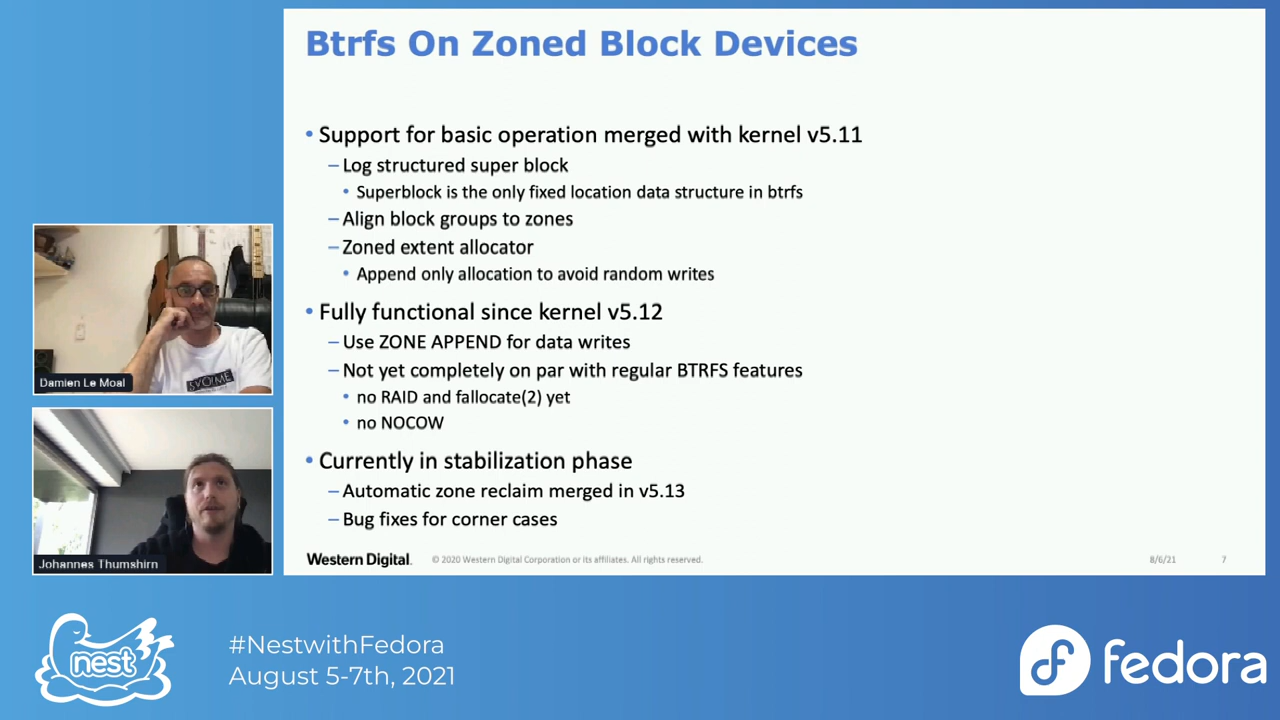 Btrfs On Zoned Block Devices
• Support for basic operation merged with kernel v5.11
– Log structured super block
• Superblock is the only fixed location data structure in btrfs
– Align block groups to zones
– Zoned extent allocator
• Append only allocation to avoid random writes
• Fully functional since kernel v5.12
– Use ZONE APPEND for data writes
– Not yet completely on par with regular BTRFS features
• no RAID and fallocate(2) yet
• no NOCOW
• Currently in stabilization phase
– Automatic zone reclaim merged in v5.13
– Bug fixes for corner cases
Western Digital. © 2020 Western Digital Corporation or its affiliates. All rights reserved. 8/6/21 7
Damien Le Moal
Johannes Thumshirn
nest
#NestwithFedora
August 5-7th, 2021
fedora